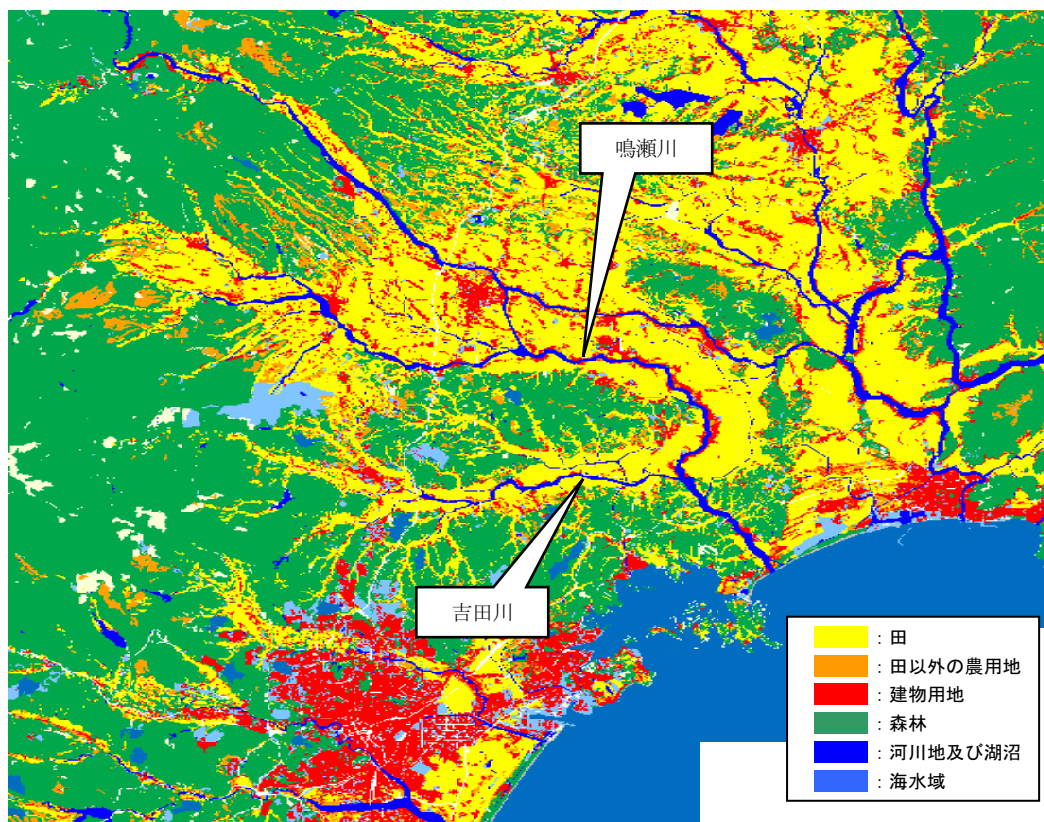 鳴瀬川
吉田川
：田
：田以外の農用地
：建物用地
：森林
：河川地及び湖沼
：海水域